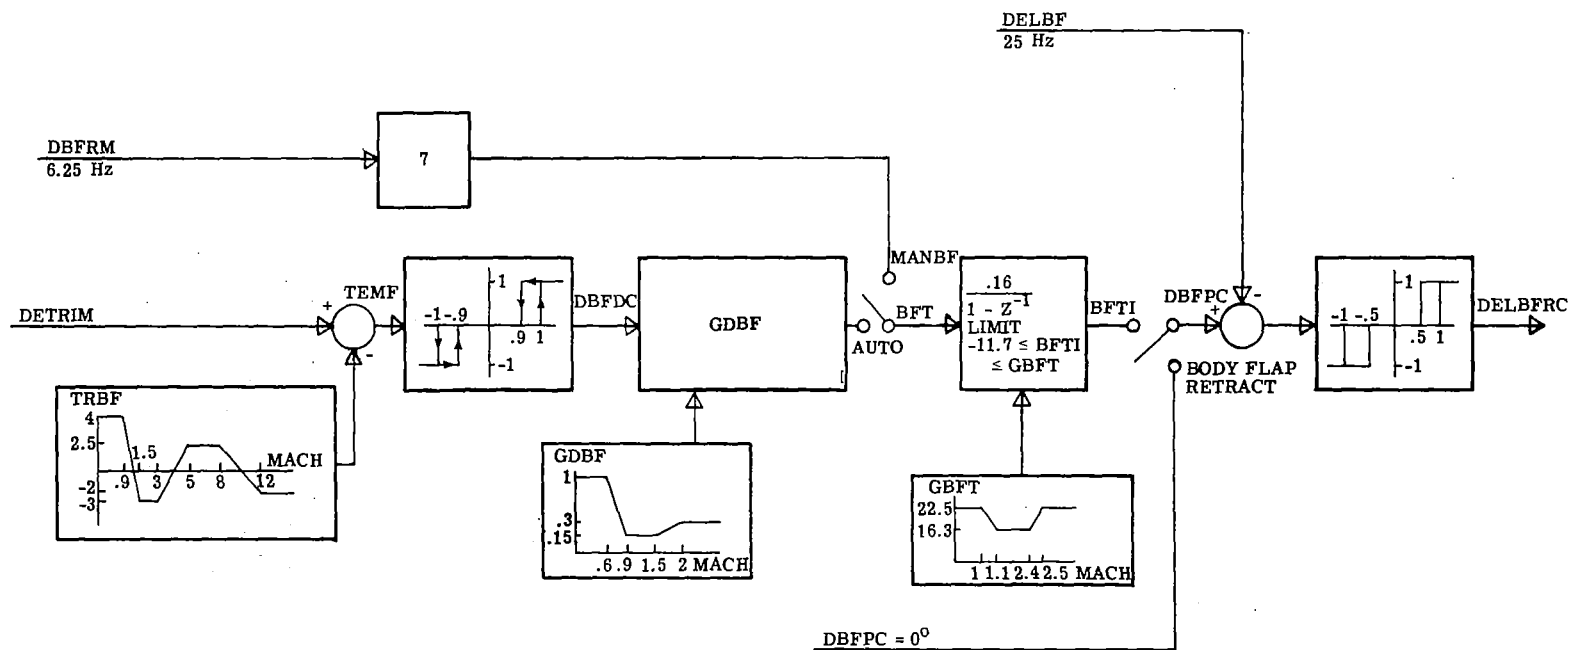 DELBF
25 Hz
DBFRM
6.25 Hz
7
MANBF
DETRIM
+
TEMF
-
-1 -.9
1
.9 1
-1
DBFDC
GDBF
AUTO
BFT
.16
1 - Z⁻¹
LIMIT
-11.7 ≤ BFTI
≤ GBFT
BFTI
DBFPC
+
-
BODY FLAP
RETRACT
-1 -.5
1
.5 1
-1
DELBFRC
TRBF
4
2.5
1.5
MACH
.9 3 5 8 12
-2
-3
GDBF
1
.3
.15
.6 .9 1.5 2 MACH
GBFT
22.5
16.3
1 1.1 2.4 2.5 MACH
DBFPC = 0⁰